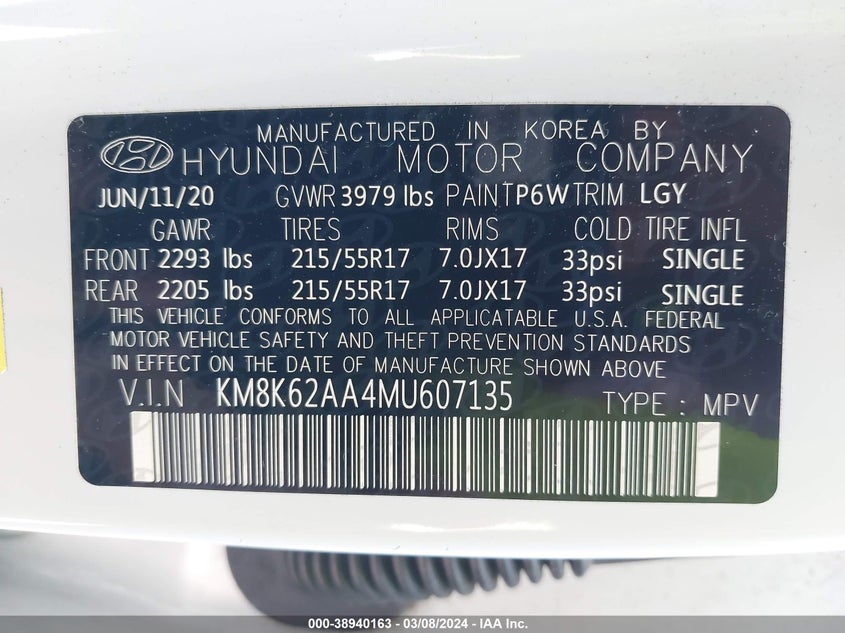 MANUFACTURED IN KOREA BY
HYUNDAI MOTOR COMPANY
JUN/11/20 GVWR 3979 lbs PAINT P6W TRIM LGY
GAWR TIRES RIMS COLD TIRE INFL
FRONT 2293 lbs 215/55R17 7.0JX17 33psi SINGLE
REAR 2205 lbs 215/55R17 7.0JX17 33psi SINGLE
THIS VEHICLE CONFORMS TO ALL APPLICATABLE U.S.A. FEDERAL
MOTOR VEHICLE SAFETY AND THEFT PREVENTION STANDARDS
IN EFFECT ON THE DATE OF MANUFACTURE SHOWN ABOVE
V.I.N KM8K62AA4MU607135 TYPE : MPV
000-38940163 - 03/08/2024 - IAA Inc.